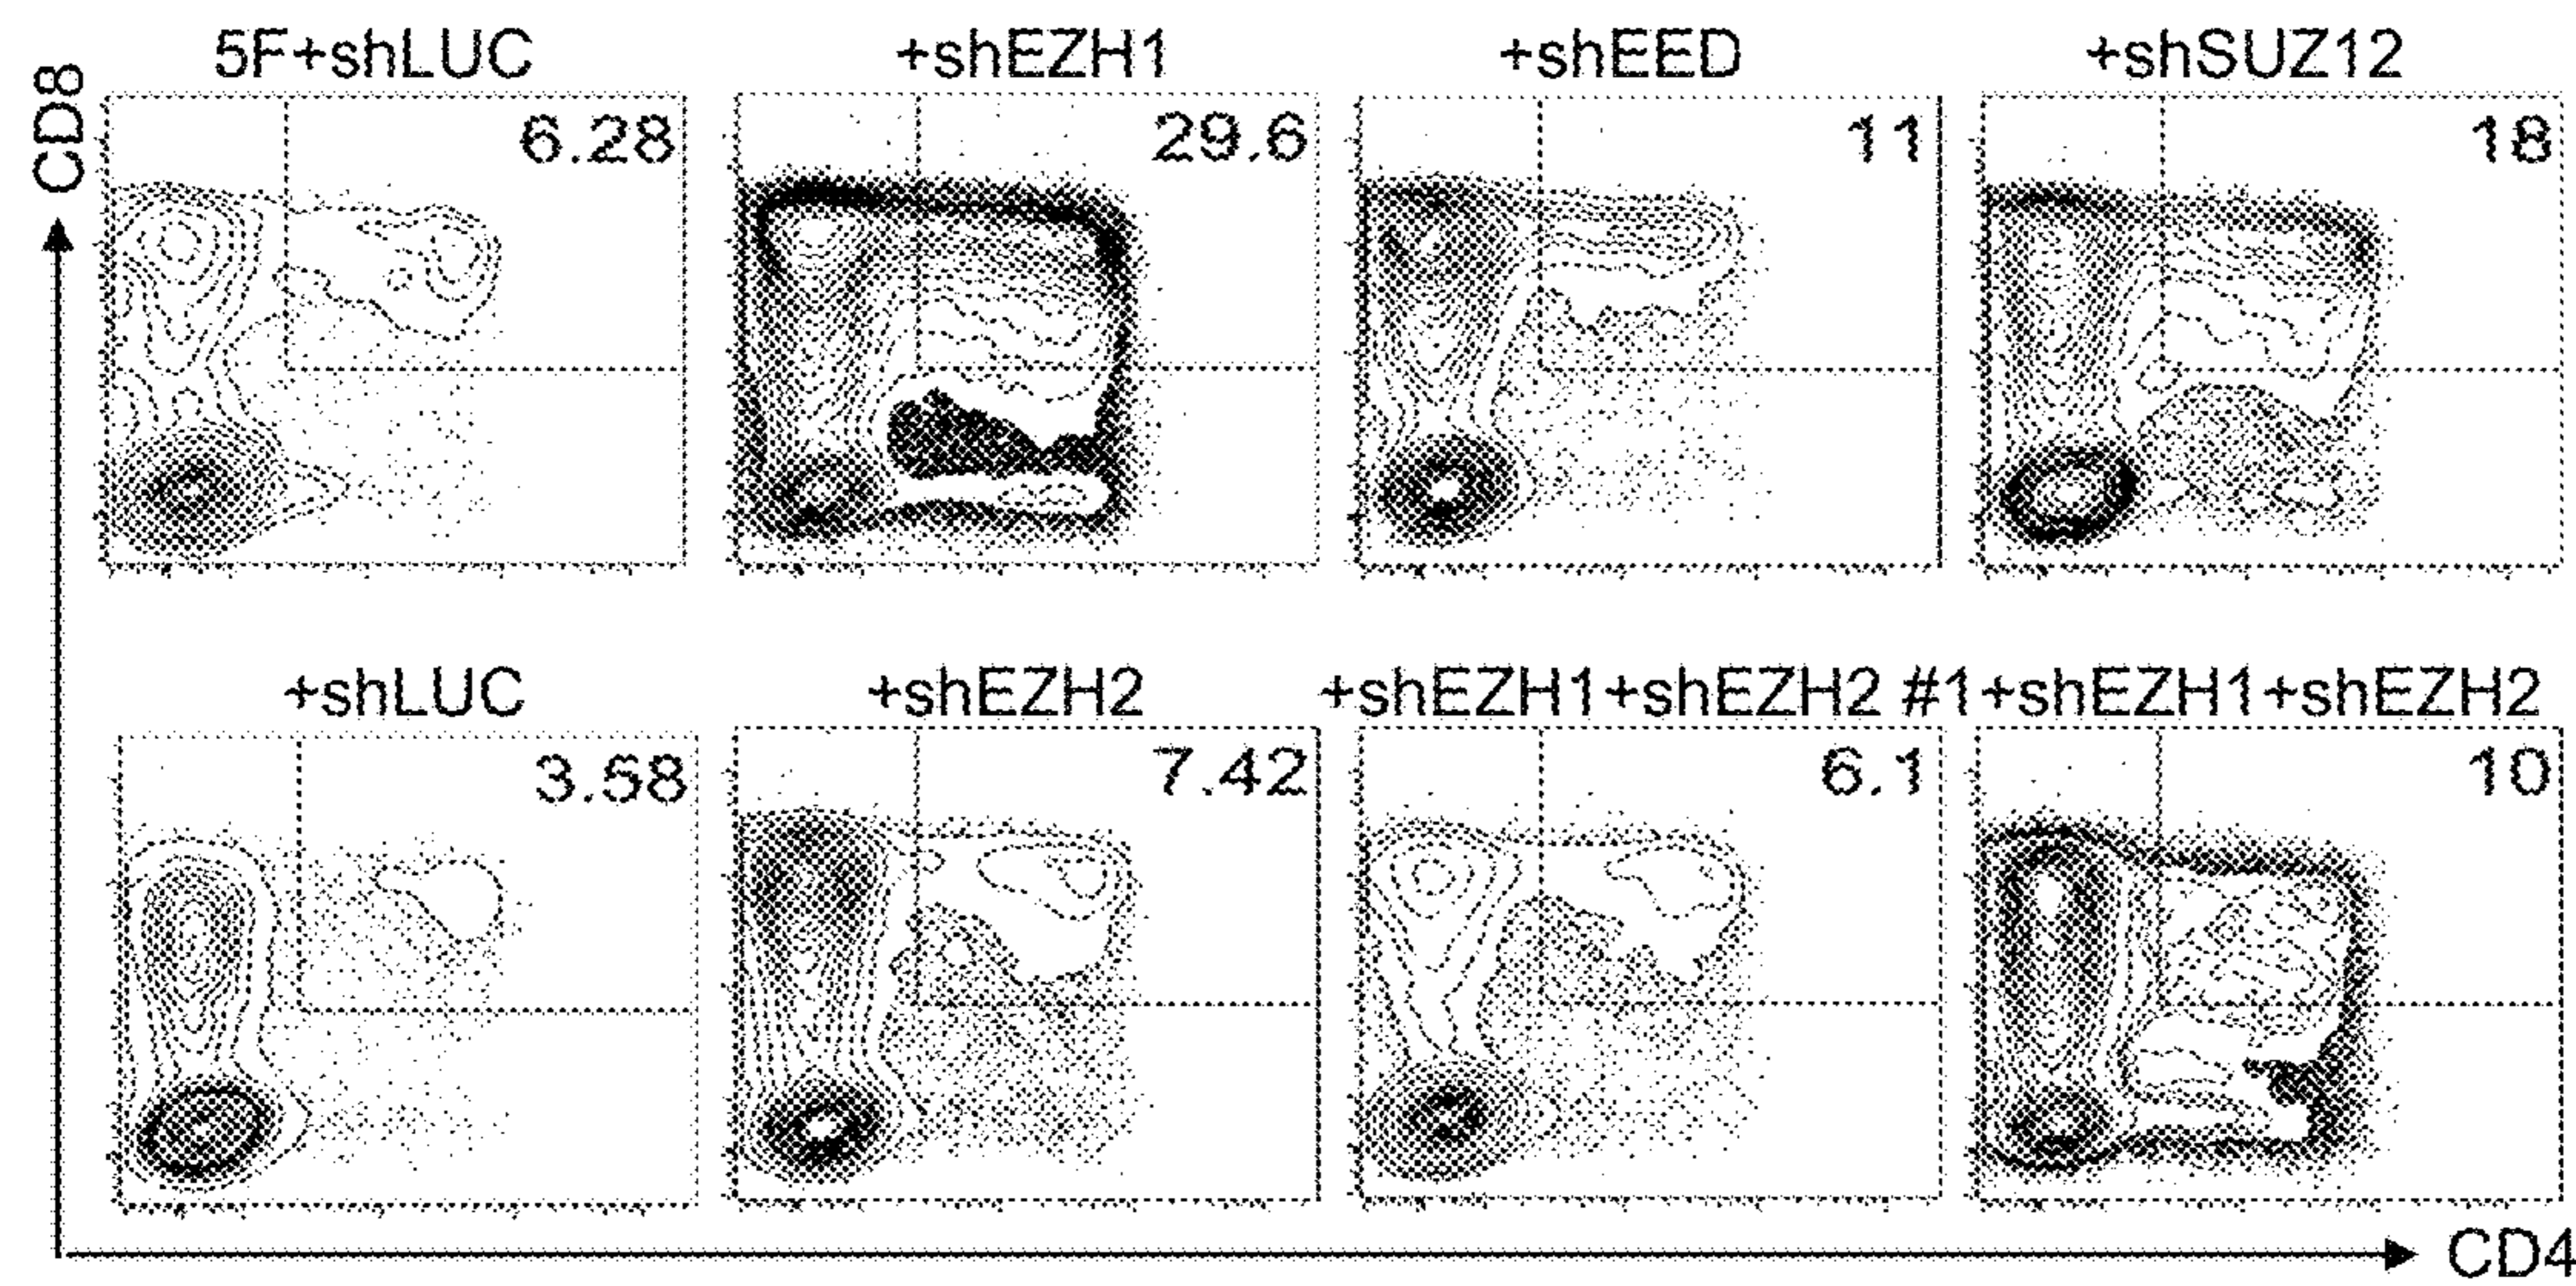 5F+shLUC +shEZH1 +shEED +shSUZ12
CD8
6.28 29.6 11 18
+shLUC +shEZH2 +shEZH1+shEZH2 #1+shEZH1+shEZH2
3.58 7.42 6.1 10
CD4